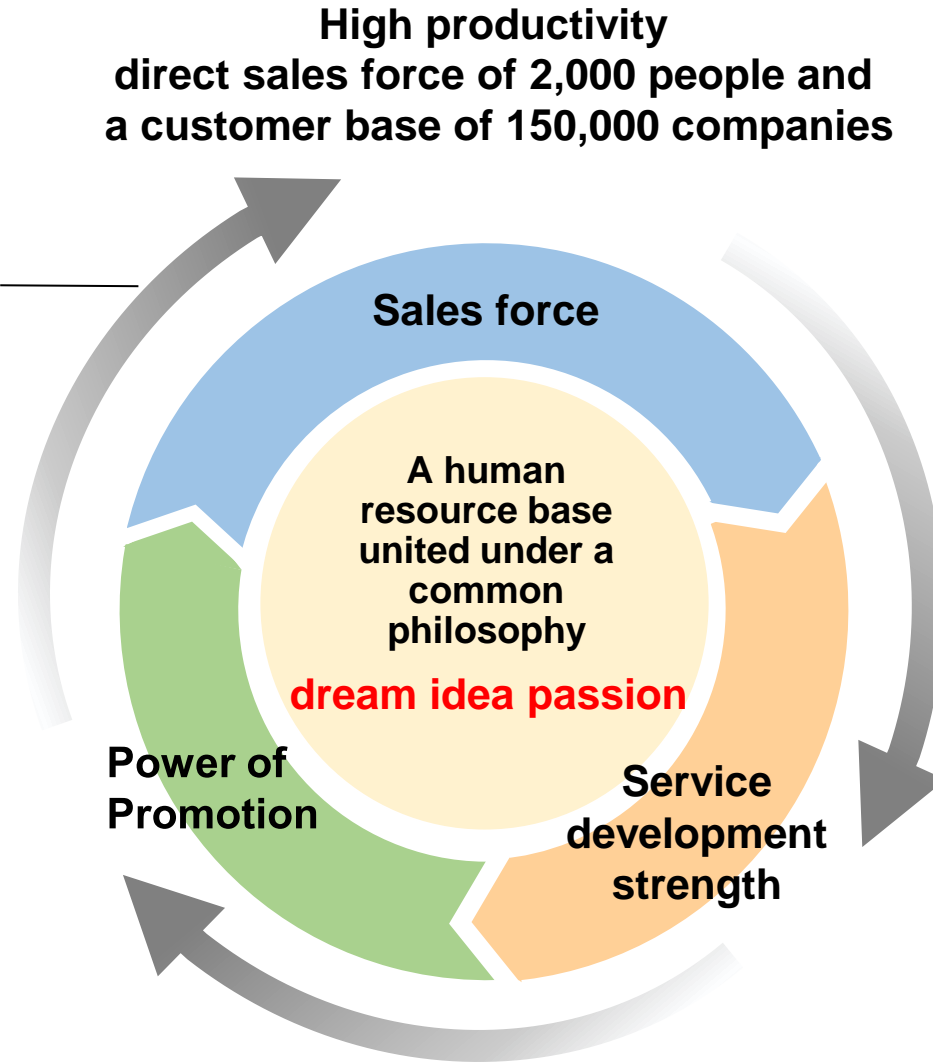 High productivity
direct sales force of 2,000 people and
a customer base of 150,000 companies
Sales force
A human
resource base
united under a
common
philosophy
dream idea passion
Power of
Promotion
Service
development
strength